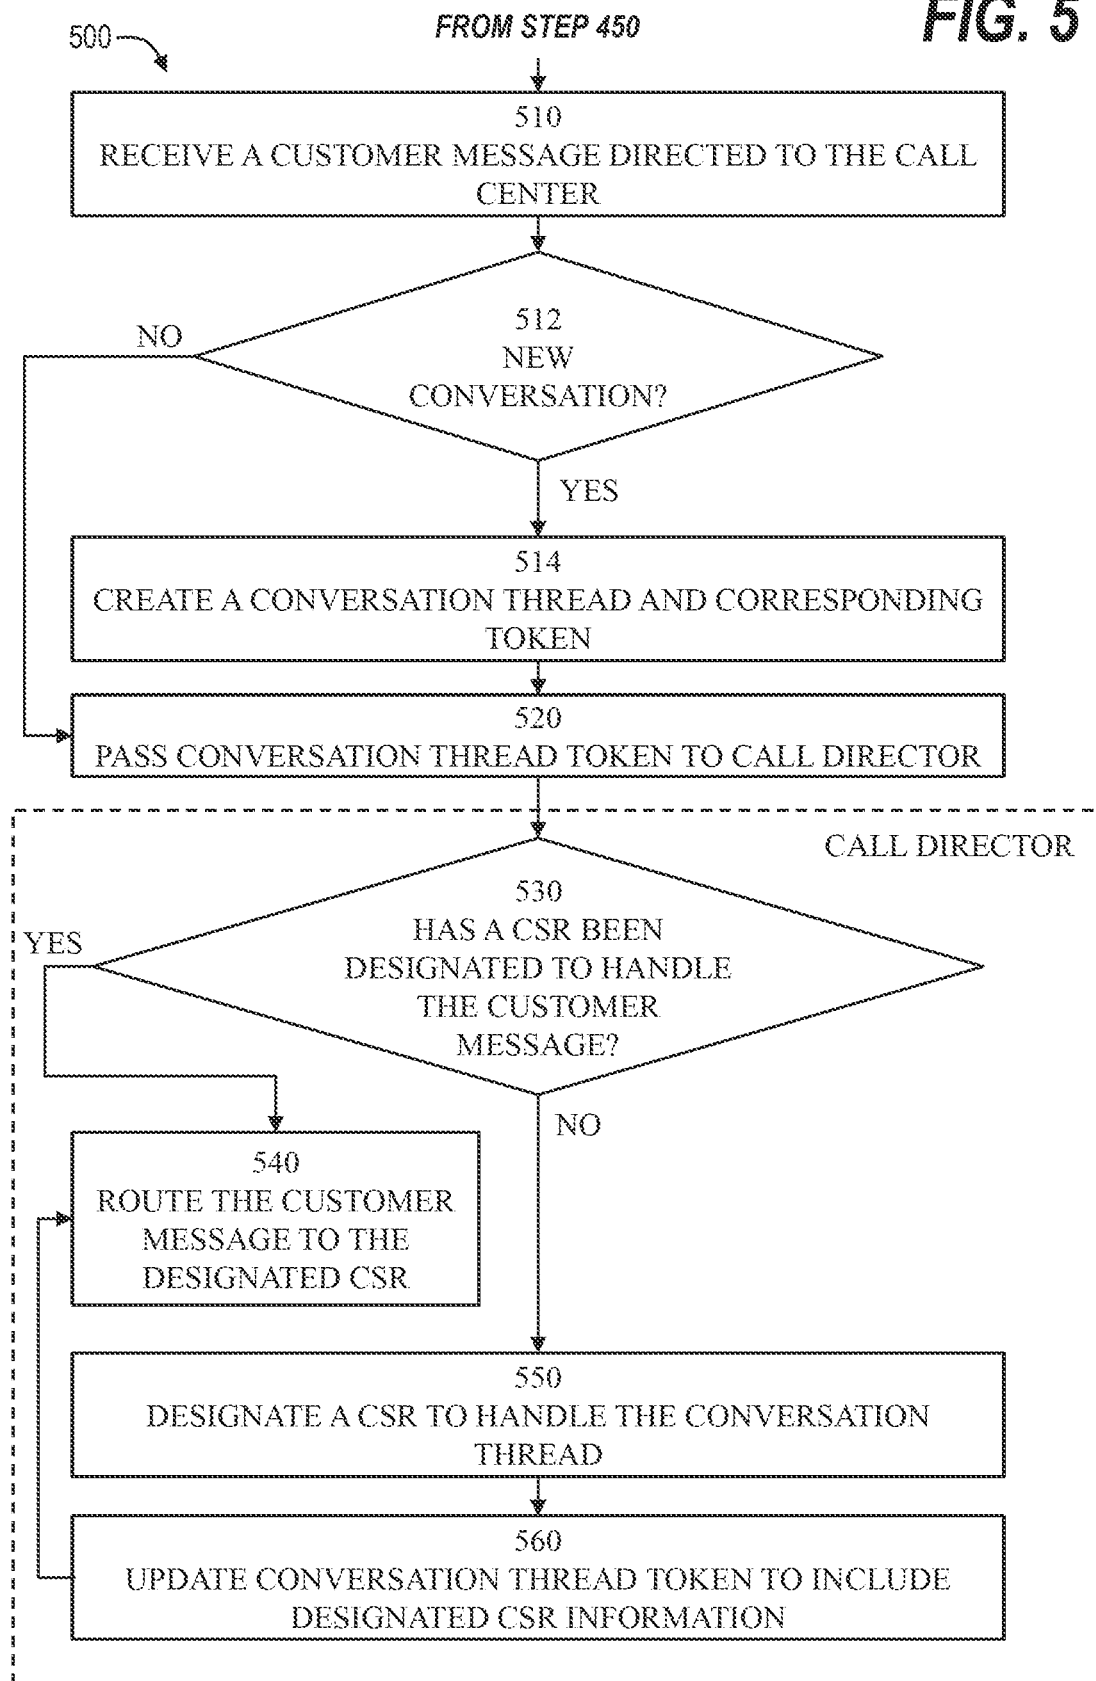 FROM STEP 450
FIG. 5
500
510
RECEIVE A CUSTOMER MESSAGE DIRECTED TO THE CALL
CENTER
512
NEW
CONVERSATION?
NO
YES
514
CREATE A CONVERSATION THREAD AND CORRESPONDING
TOKEN
520
PASS CONVERSATION THREAD TOKEN TO CALL DIRECTOR
CALL DIRECTOR
530
HAS A CSR BEEN
DESIGNATED TO HANDLE
THE CUSTOMER
MESSAGE?
YES
NO
540
ROUTE THE CUSTOMER
MESSAGE TO THE
DESIGNATED CSR
550
DESIGNATE A CSR TO HANDLE THE CONVERSATION
THREAD
560
UPDATE CONVERSATION THREAD TOKEN TO INCLUDE
DESIGNATED CSR INFORMATION